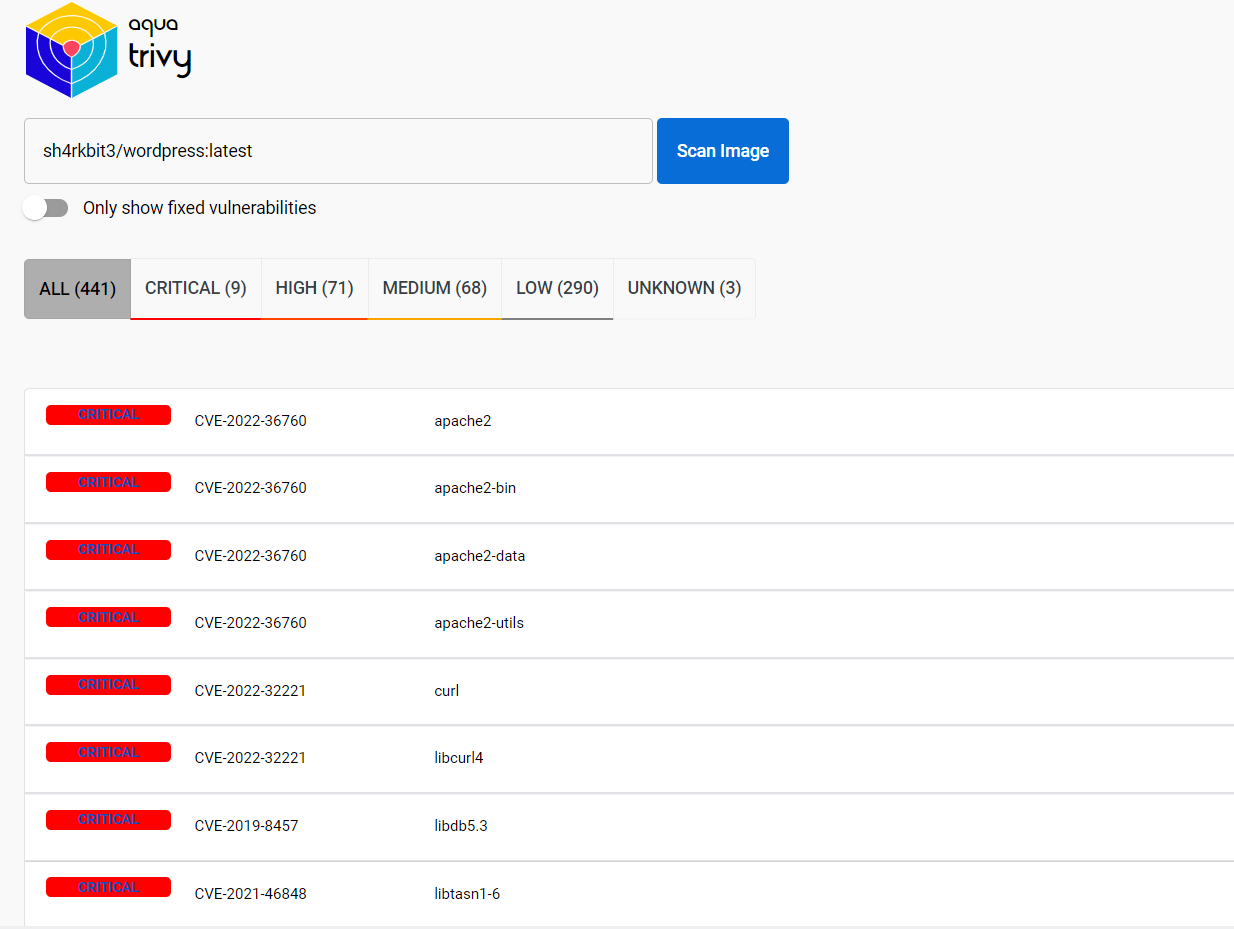 aqua
trivy
sh4rkbit3/wordpress:latest
Scan Image
Only show fixed vulnerabilities
ALL (441) CRITICAL (9) HIGH (71) MEDIUM (68) LOW (290) UNKNOWN (3)
CRITICAL CVE-2022-36760 apache2
CRITICAL CVE-2022-36760 apache2-bin
CRITICAL CVE-2022-36760 apache2-data
CRITICAL CVE-2022-36760 apache2-utils
CRITICAL CVE-2022-32221 curl
CRITICAL CVE-2022-32221 libcurl4
CRITICAL CVE-2019-8457 libdb5.3
CRITICAL CVE-2021-46848 libtasn1-6